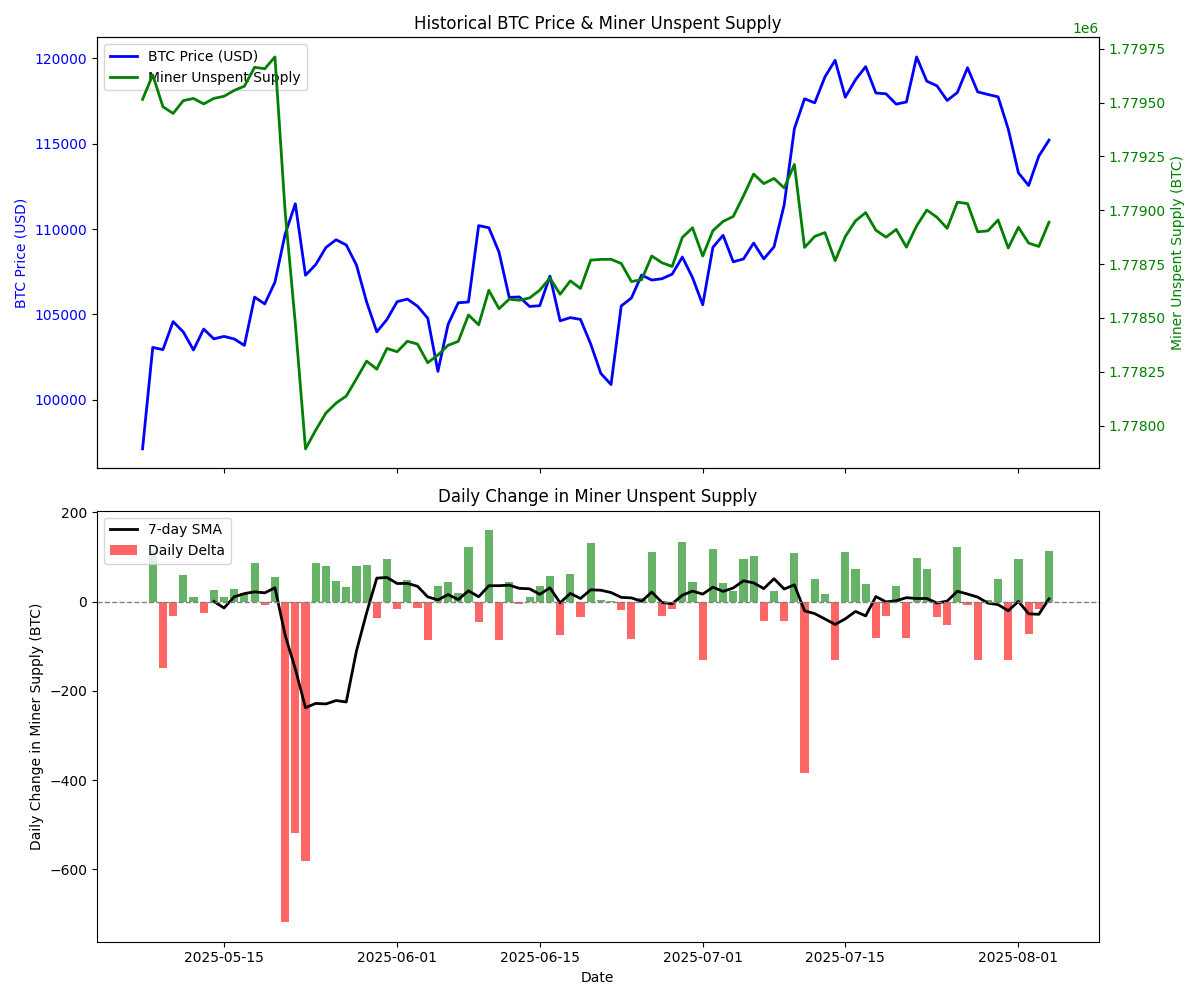 Historical BTC Price & Miner Unspent Supply
1e6
BTC Price (USD)
Miner Unspent Supply
120000
115000
110000
105000
100000
BTC Price (USD)
1.77975
1.77950
1.77925
1.77900
1.77875
1.77850
1.77825
1.77800
Miner Unspent Supply (BTC)
Daily Change in Miner Unspent Supply
7-day SMA
Daily Delta
200
0
−200
−400
−600
Daily Change in Miner Supply (BTC)
2025-05-15 2025-06-01 2025-06-15 2025-07-01 2025-07-15 2025-08-01
Date